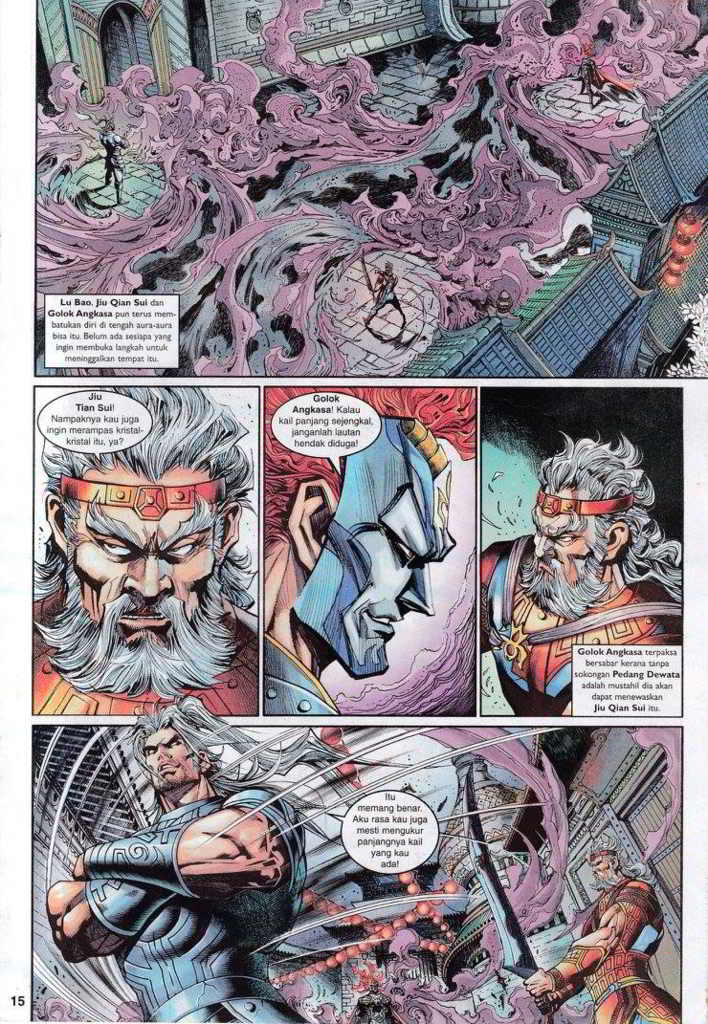 Lu Bao, Jiu Qian Sui dan
Golok Angkasa pun terus mem-
batukan diri di tengah aura-aura
bisa itu. Belum ada sesiapa yang
ingin membuka langkah untuk
meninggalkan tempat itu.
Jiu
Tian Sui!
Nampaknya kau juga
ingin merampas kristal-
kristal itu, ya?
Golok
Angkasa! Kalau
kail panjang sejengkal,
janganlah lautan
hendak diduga!
Golok Angkasa terpaksa
bersabar kerana tanpa
sokongan Pedang Dewata
adalah mustahil dia akan
dapat menewaskan
Jiu Qian Sui itu.
Itu
memang benar.
Aku rasa kau juga
mesti mengukur
panjangnya kail
yang kau
ada!
15